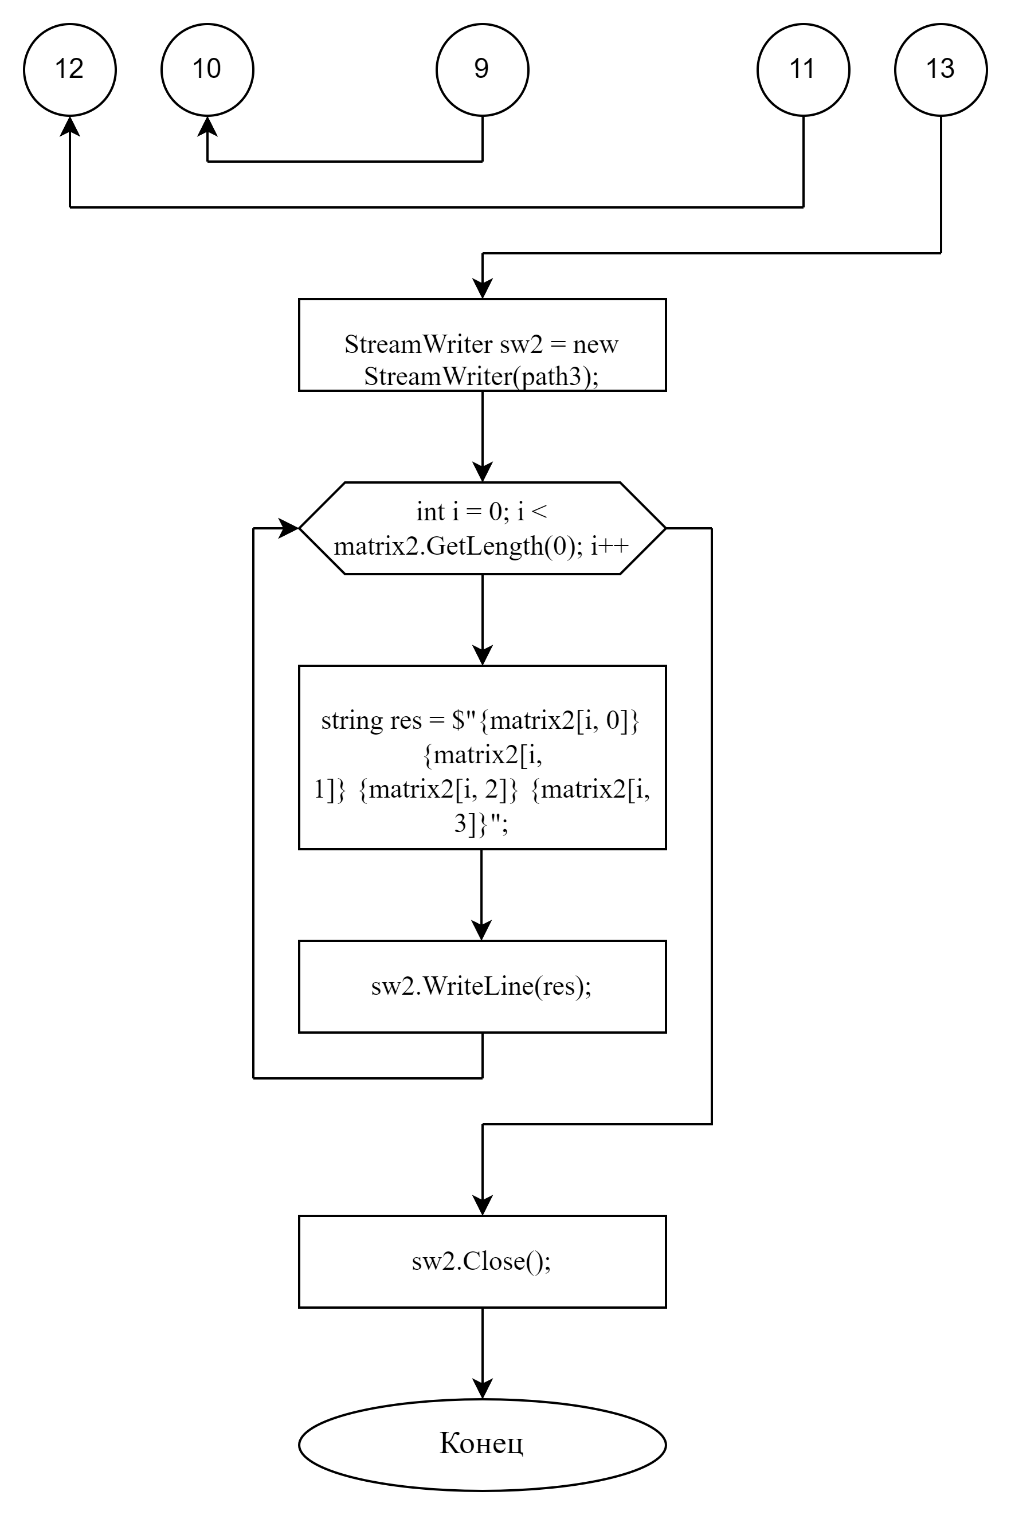 12
10
9
11
13
StreamWriter sw2 = new
StreamWriter(path3);
int i = 0; i <
matrix2.GetLength(0); i++
string res = $"{matrix2[i, 0]}
{matrix2[i,
1]} {matrix2[i, 2]} {matrix2[i,
3]}";
sw2.WriteLine(res);
sw2.Close();
Конец